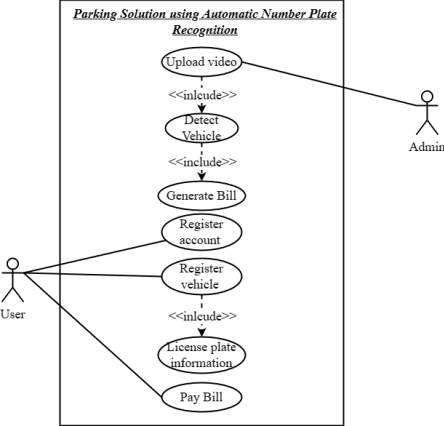 Parking Solution using Automatic Number Plate
Recognition
Upload video
<<inlcude>>
Detect
Vehicle
Admin
<<include>>
Generate Bill
Register
account
Register
vehicle
User
<<inlcude>>
License plate
information
Pay Bill